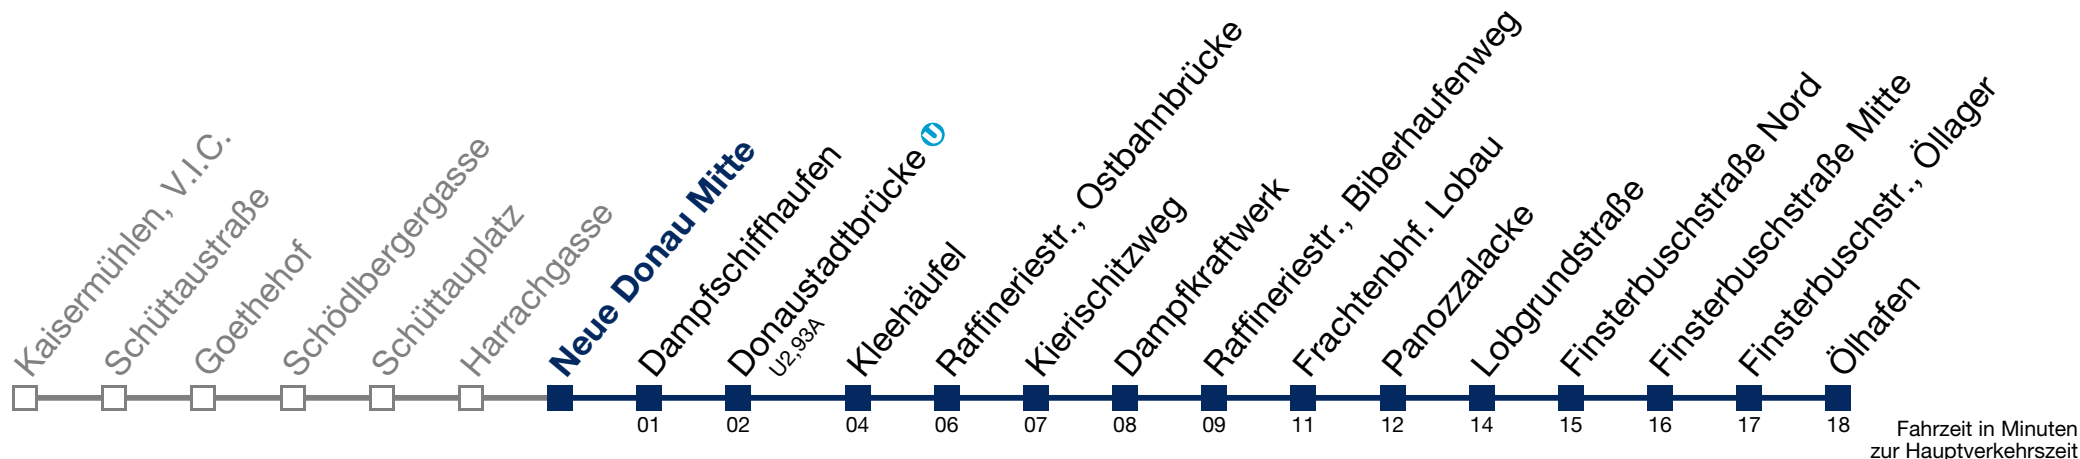 Kaisermühlen, V.I.C.
Schüttaustraße
Goethehof
Schödlbergergasse
Schüttauplatz
Harrachgasse
Neue Donau Mitte
Dampfschiffhaufen
Donaustadtbrücke U
U2,93A
Kleehäufel
Raffineriestr., Ostbahnbrücke
Kierischitzweg
Dampfkraftwerk
Raffineriestr., Biberhaufenweg
Frachtenbhf. Lobau
Panozzalacke
Lobgrundstraße
Finsterbuschstraße Nord
Finsterbuschstraße Mitte
Finsterbuschstr., Öllager
Ölhafen
01 02 04 06 07 08 09 11 12 14 15 16 17 18
Fahrzeit in Minuten
zur Hauptverkehrszeit